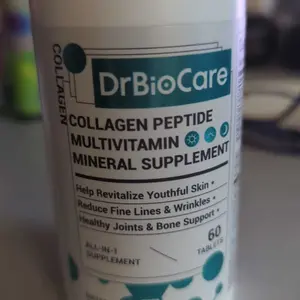 COLLAGEN
DrBioCare
COLLAGEN PEPTIDE
MULTIVITAMIN
MINERAL SUPPLEMENT
Help Revitalize Youthful Skin •
Reduce Fine Lines & Wrinkles •
Healthy Joints & Bone Support •
ALL-IN-1
SUPPLEMENT
60
TABLETS